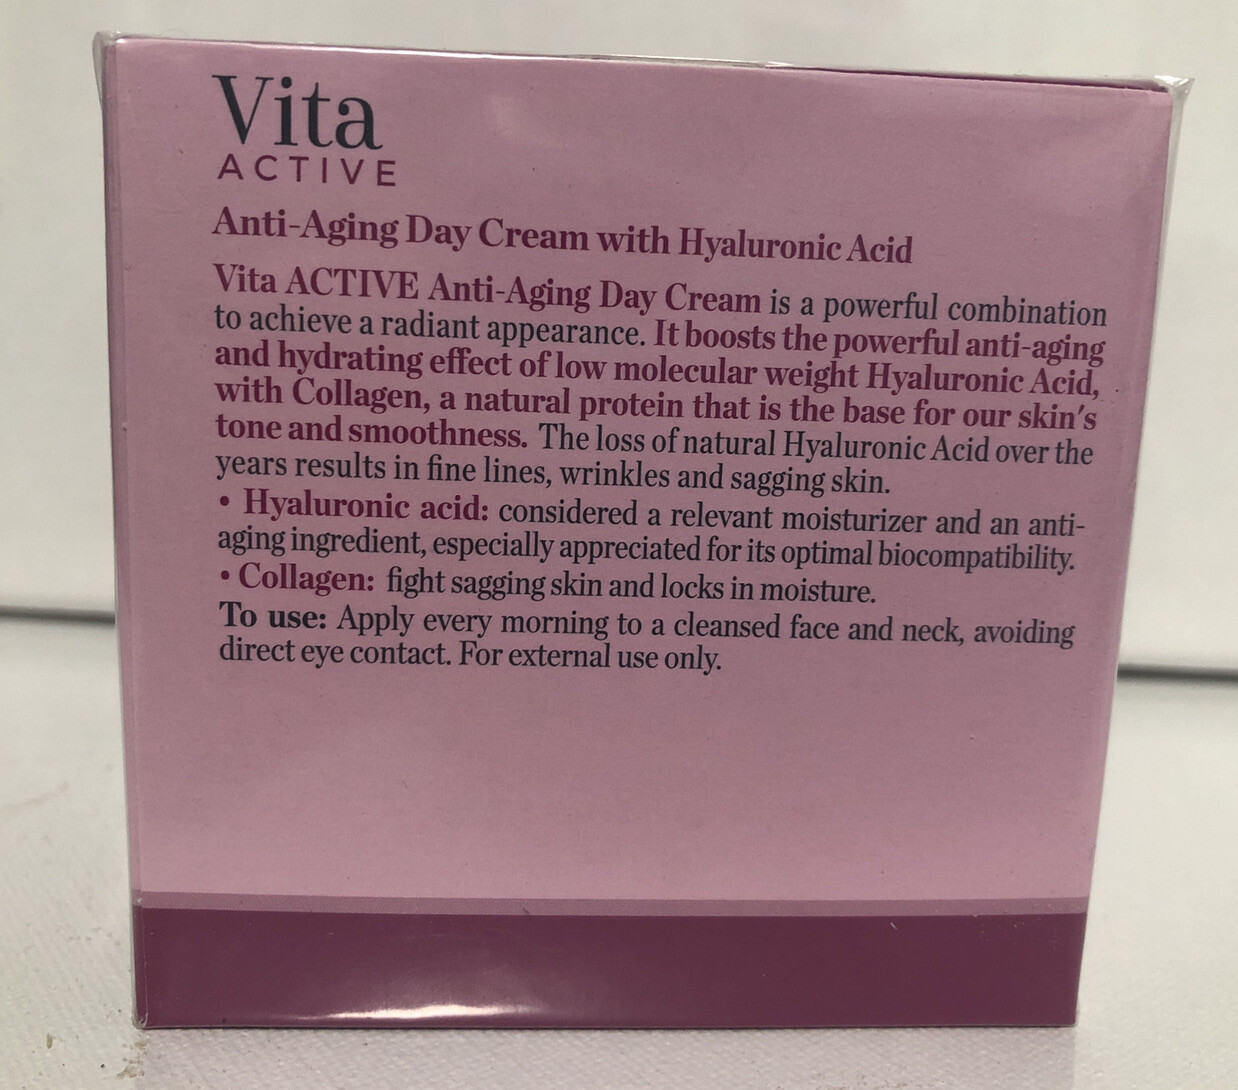 Vita
ACTIVE
Anti-Aging Day Cream with Hyaluronic Acid
Vita ACTIVE Anti-Aging Day Cream is a powerful combination
to achieve a radiant appearance. It boosts the powerful anti-aging
and hydrating effect of low molecular weight Hyaluronic Acid,
with Collagen, a natural protein that is the base for our skin's
tone and smoothness. The loss of natural Hyaluronic Acid over the
years results in fine lines, wrinkles and sagging skin.
• Hyaluronic acid: considered a relevant moisturizer and an anti-
aging ingredient, especially appreciated for its optimal biocompatibility.
• Collagen: fight sagging skin and locks in moisture.
To use: Apply every morning to a cleansed face and neck, avoiding
direct eye contact. For external use only.